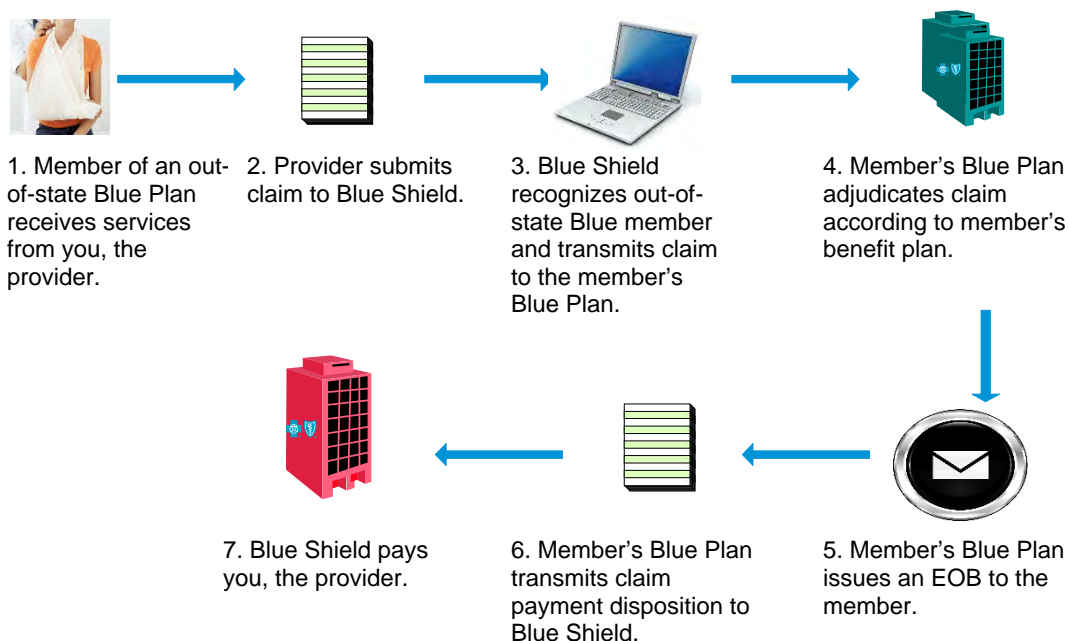 1. Member of an out-
of-state Blue Plan
receives services
from you, the
provider.
2. Provider submits
claim to Blue Shield.
3. Blue Shield
recognizes out-of-
state Blue member
and transmits claim
to the member's
Blue Plan.
4. Member's Blue Plan
adjudicates claim
according to member's
benefit plan.
5. Member's Blue Plan
issues an EOB to the
member.
6. Member's Blue Plan
transmits claim
payment disposition to
Blue Shield.
7. Blue Shield pays
you, the provider.